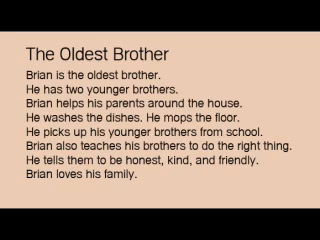 The Oldest Brother
Brian is the oldest brother.
He has two younger brothers.
Brian helps his parents around the house.
He washes the dishes. He mops the floor.
He picks up his younger brothers from school.
Brian also teaches his brothers to do the right thing.
He tells them to be honest, kind, and friendly.
Brian loves his family.